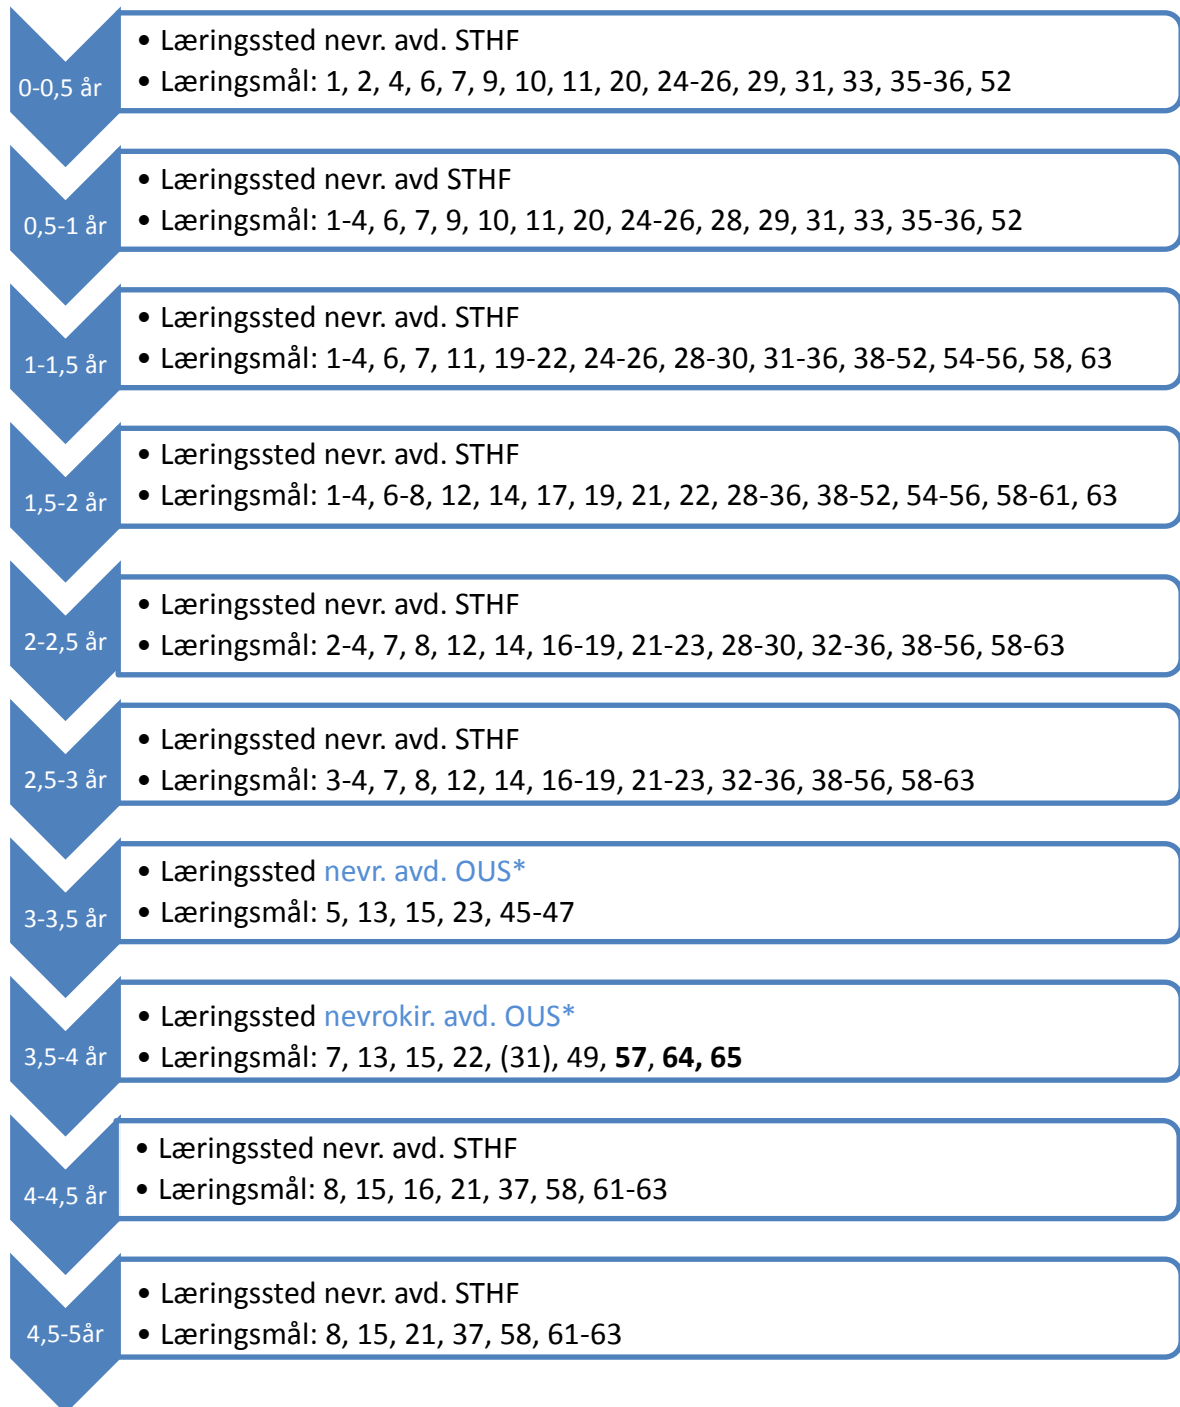 0-0,5 år
• Læringssted nevr. avd. STHF
• Læringsmål: 1, 2, 4, 6, 7, 9, 10, 11, 20, 24-26, 29, 31, 33, 35-36, 52
0,5-1 år
• Læringssted nevr. avd STHF
• Læringsmål: 1-4, 6, 7, 9, 10, 11, 20, 24-26, 28, 29, 31, 33, 35-36, 52
1-1,5 år
• Læringssted nevr. avd. STHF
• Læringsmål: 1-4, 6, 7, 11, 19-22, 24-26, 28-30, 31-36, 38-52, 54-56, 58, 63
1,5-2 år
• Læringssted nevr. avd. STHF
• Læringsmål: 1-4, 6-8, 12, 14, 17, 19, 21, 22, 28-36, 38-52, 54-56, 58-61, 63
2-2,5 år
• Læringssted nevr. avd. STHF
• Læringsmål: 2-4, 7, 8, 12, 14, 16-19, 21-23, 28-30, 32-36, 38-56, 58-63
2,5-3 år
• Læringssted nevr. avd. STHF
• Læringsmål: 3-4, 7, 8, 12, 14, 16-19, 21-23, 32-36, 38-56, 58-63
3-3,5 år
• Læringssted nevr. avd. OUS*
• Læringsmål: 5, 13, 15, 23, 45-47
3,5-4 år
• Læringssted nevrokir. avd. OUS*
• Læringsmål: 7, 13, 15, 22, (31), 49, 57, 64, 65
4-4,5 år
• Læringssted nevr. avd. STHF
• Læringsmål: 8, 15, 16, 21, 37, 58, 61-63
4,5-5år
• Læringssted nevr. avd. STHF
• Læringsmål: 8, 15, 21, 37, 58, 61-63